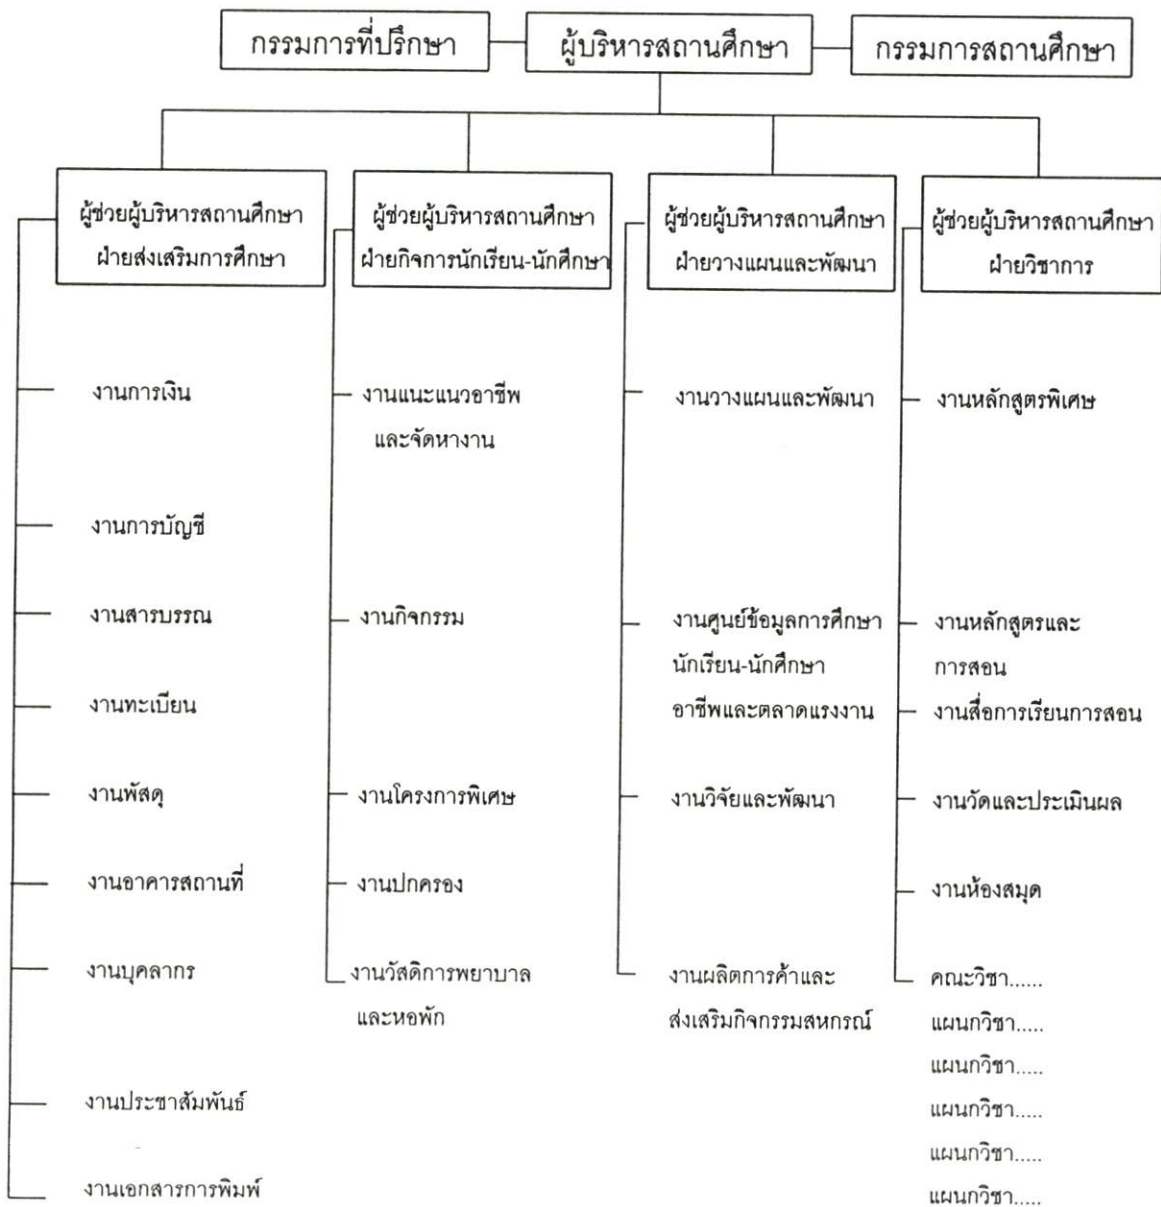 กรรมการที่ปรึกษา
ผู้บริหารสถานศึกษา
กรรมการสถานศึกษา
ผู้ช่วยผู้บริหารสถานศึกษา
ฝ่ายส่งเสริมการศึกษา
งานการเงิน
งานการบัญชี
งานสารบรรณ
งานทะเบียน
งานพัสดุ
งานอาคารสถานที่
งานบุคลากร
งานประชาสัมพันธ์
งานเอกสารการพิมพ์
ผู้ช่วยผู้บริหารสถานศึกษา
ฝ่ายกิจการนักเรียน-นักศึกษา
งานแนะแนวอาชีพ
และจัดหางาน
งานกิจกรรม
งานโครงการพิเศษ
งานปกครอง
งานวัสดิการพยาบาล
และหอพัก
ผู้ช่วยผู้บริหารสถานศึกษา
ฝ่ายวางแผนและพัฒนา
งานวางแผนและพัฒนา
งานศูนย์ข้อมูลการศึกษา
นักเรียน-นักศึกษา
อาชีพและตลาดแรงงาน
งานวิจัยและพัฒนา
งานผลิตการค้าและ
ส่งเสริมกิจกรรมสหกรณ์
ผู้ช่วยผู้บริหารสถานศึกษา
ฝ่ายวิชาการ
งานหลักสูตรพิเศษ
งานหลักสูตรและ
การสอน
งานสื่อการเรียนการสอน
งานวัดและประเมินผล
งานห้องสมุด
คณะวิชา......
แผนกวิชา.....
แผนกวิชา.....
แผนกวิชา.....
แผนกวิชา.....
แผนกวิชา.....